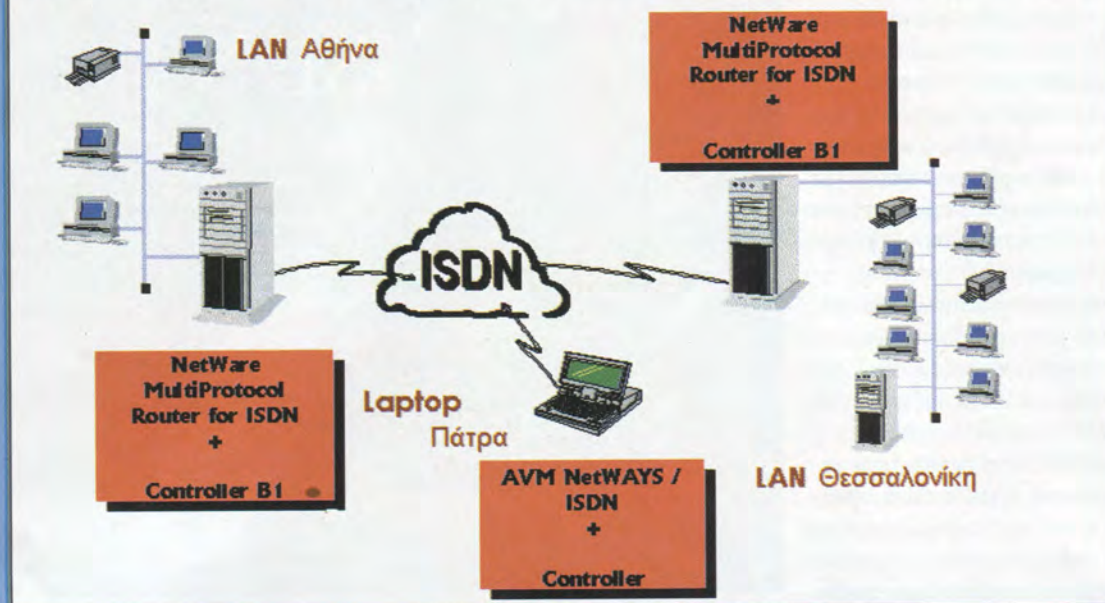 LAN Αθήνα
NetWare
MultiProtocol
Router for ISDN
+
Controller B1
ISDN
NetWare
MultiProtocol
Router for ISDN
+
Controller B1
Laptop
Πάτρα
AVM NetWAYS /
ISDN
+
Controller
LAN Θεσσαλονίκη